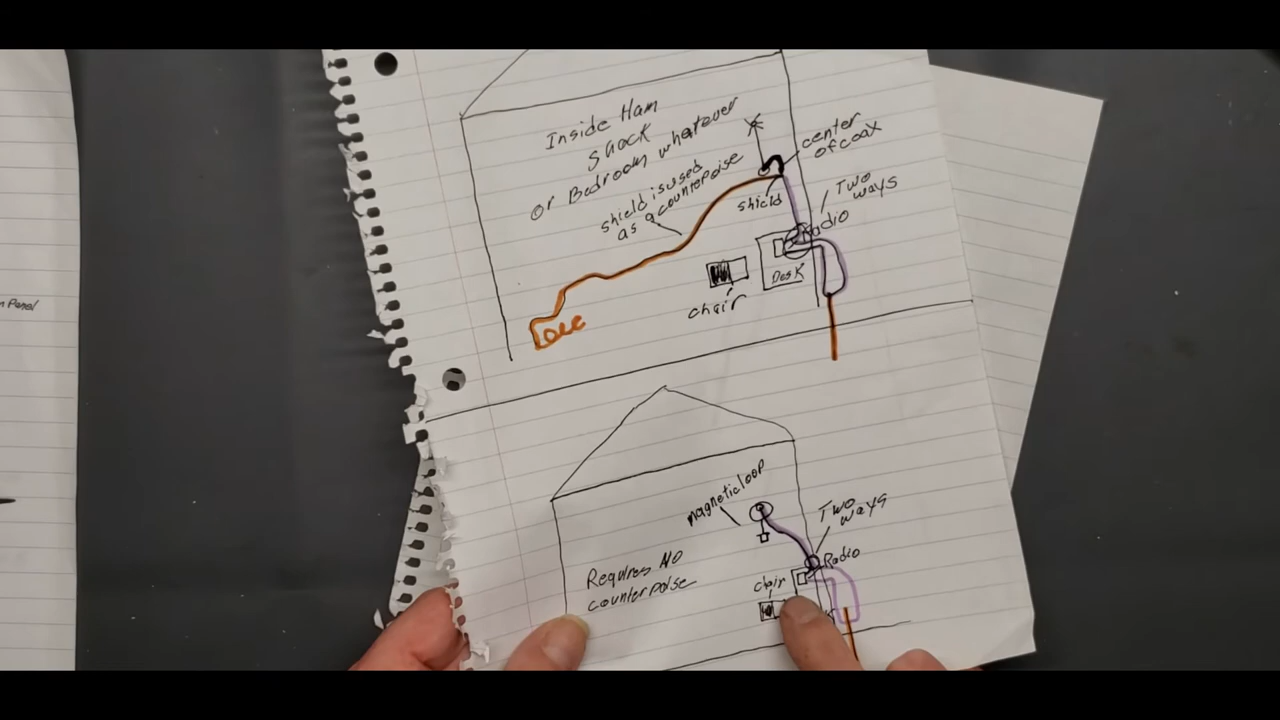 n Panel
Inside Ham
Shack
or Bedroom whatever
shield is used
as a counterpoise
center
of coax
shield
Two
ways
Radio
Desk
chair
magnetic loop
Two
ways
Radio
chair
Requires NO
counterpoise